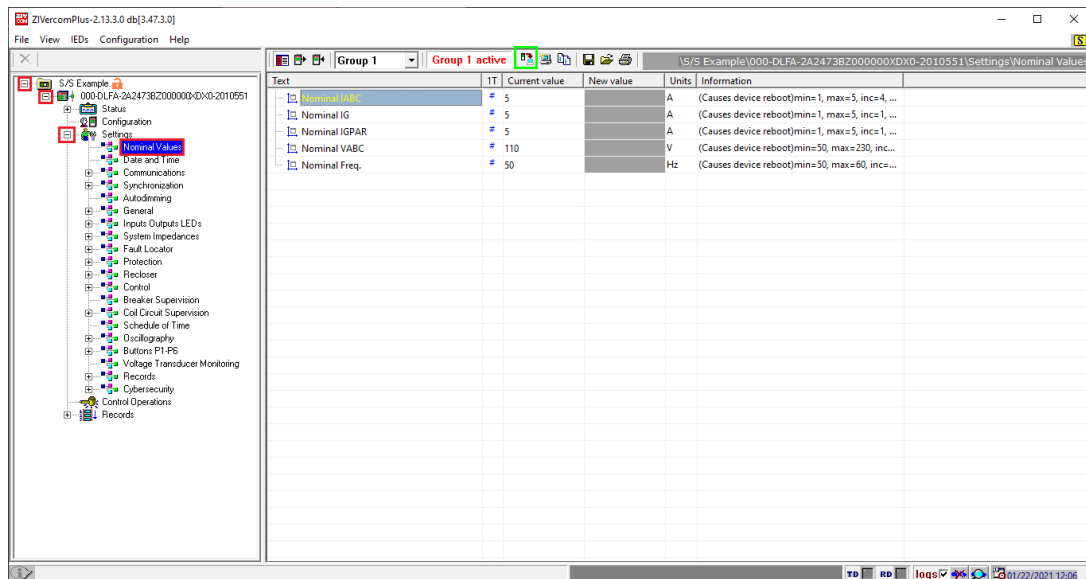 ZIVercomPlus-2.13.3.0 db[3.47.3.0]
File View IEDs Configuration Help
Group 1 Group 1 active \S/S Example\000-DLFA-2A2473BZ000000XDX0-2010551\Settings\Nominal Values
S/S Example
000-DLFA-2A2473BZ000000XDX0-2010551
Status
Configuration
Settings
Nominal Values
Date and Time
Communications
Synchronization
Autodimming
General
Inputs Outputs LEDs
System Impedances
Fault Locator
Protection
Recloser
Control
Breaker Supervision
Coil Circuit Supervision
Schedule of Time
Oscillography
Buttons P1-P6
Voltage Transducer Monitoring
Records
Cybersecurity
Control Operations
Records
Text 1T Current value New value Units Information
Nominal IABC # 5 A (Causes device reboot)min=1, max=5, inc=4, ...
Nominal IG # 5 A (Causes device reboot)min=1, max=5, inc=1, ...
Nominal IGPAR # 5 A (Causes device reboot)min=1, max=5, inc=1, ...
Nominal VABC # 110 V (Causes device reboot)min=50, max=230, inc...
Nominal Freq. # 50 Hz (Causes device reboot)min=50, max=60, inc=...
TD RD logs 01/22/2021 12:06